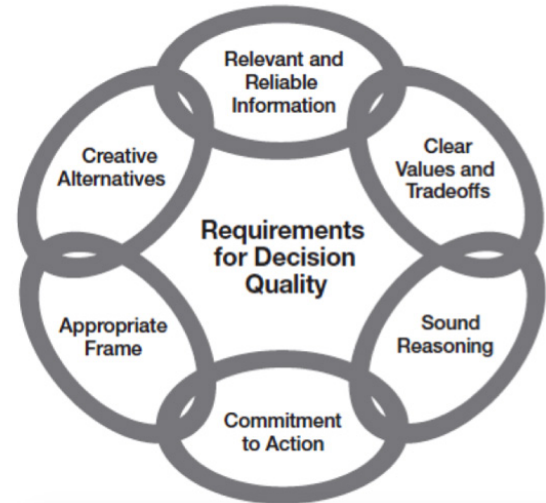 Relevant and
Reliable
Information
Creative
Alternatives
Clear
Values and
Tradeoffs
Requirements
for Decision
Quality
Appropriate
Frame
Sound
Reasoning
Commitment
to Action